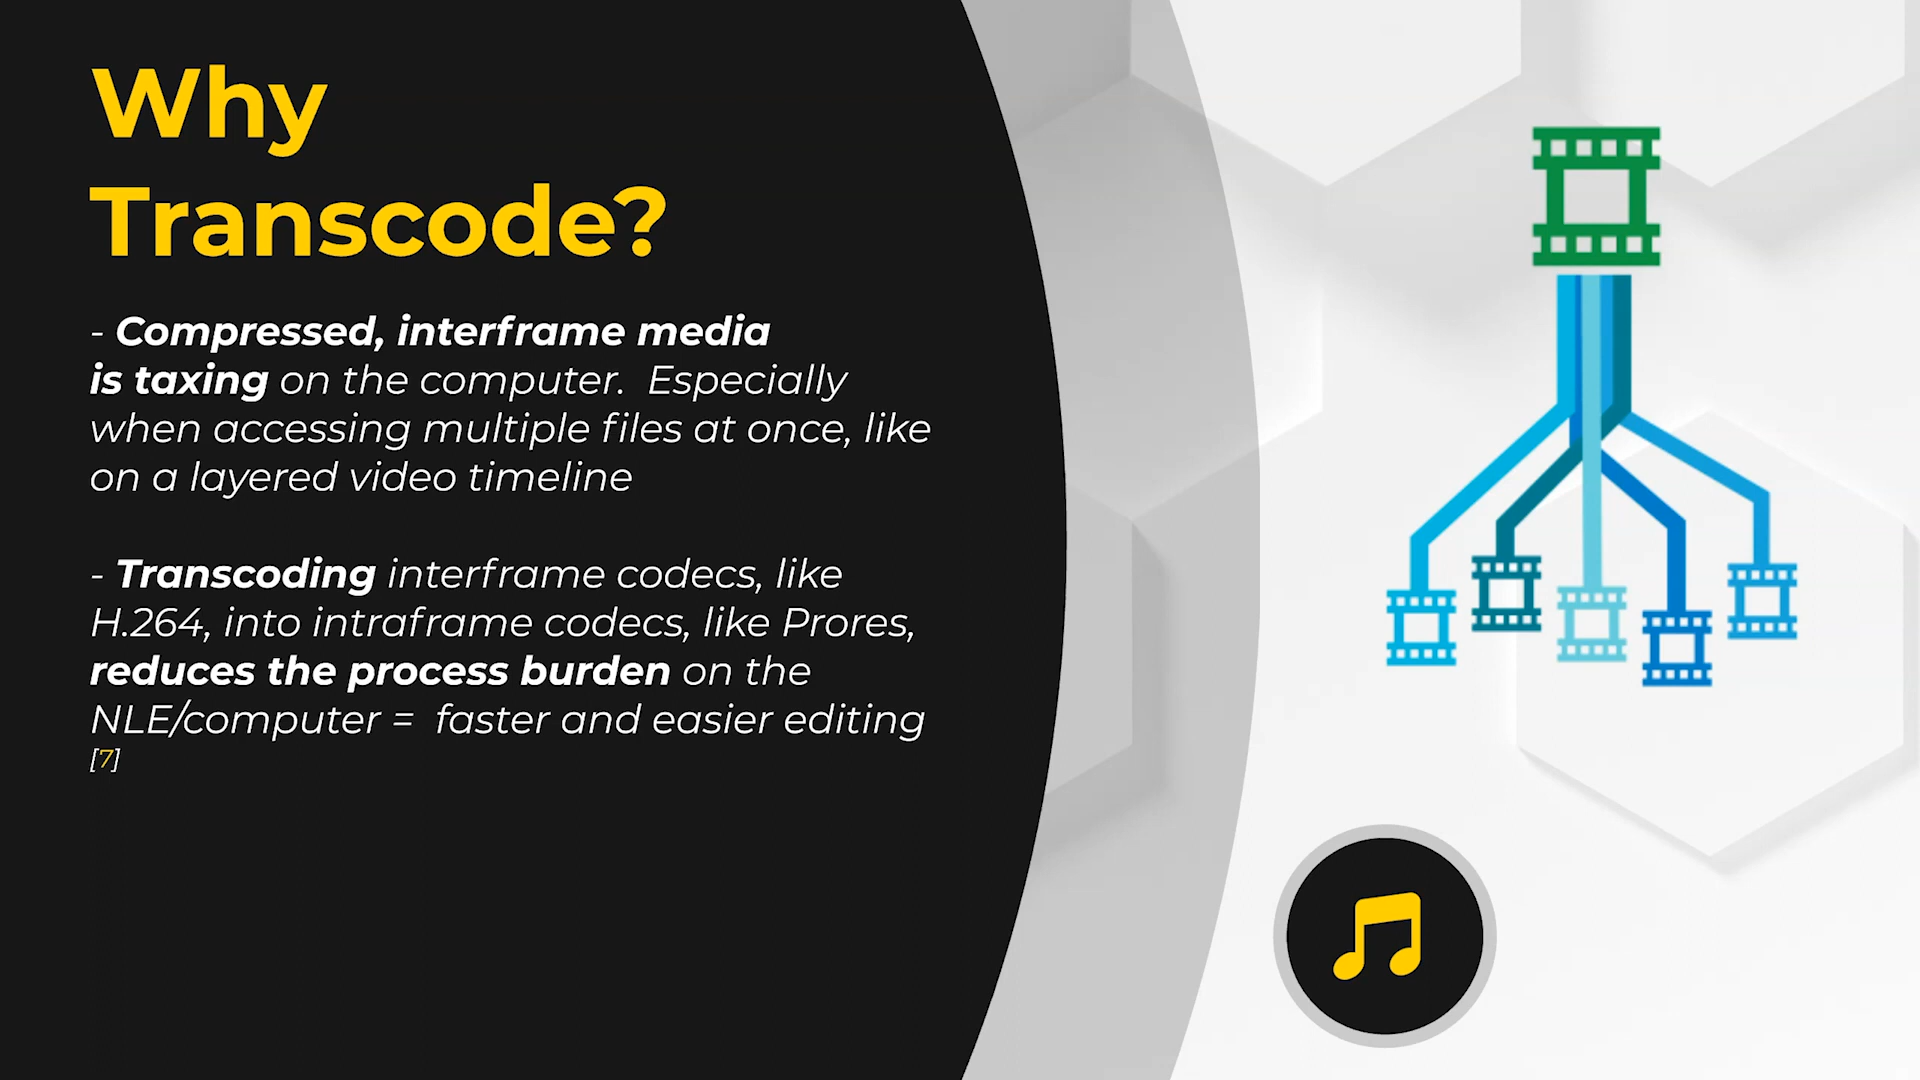 Why
Transcode?
- Compressed, interframe media
is taxing on the computer.  Especially
when accessing multiple files at once, like
on a layered video timeline
- Transcoding interframe codecs, like
H.264, into intraframe codecs, like Prores,
reduces the process burden on the
NLE/computer =  faster and easier editing
[7]